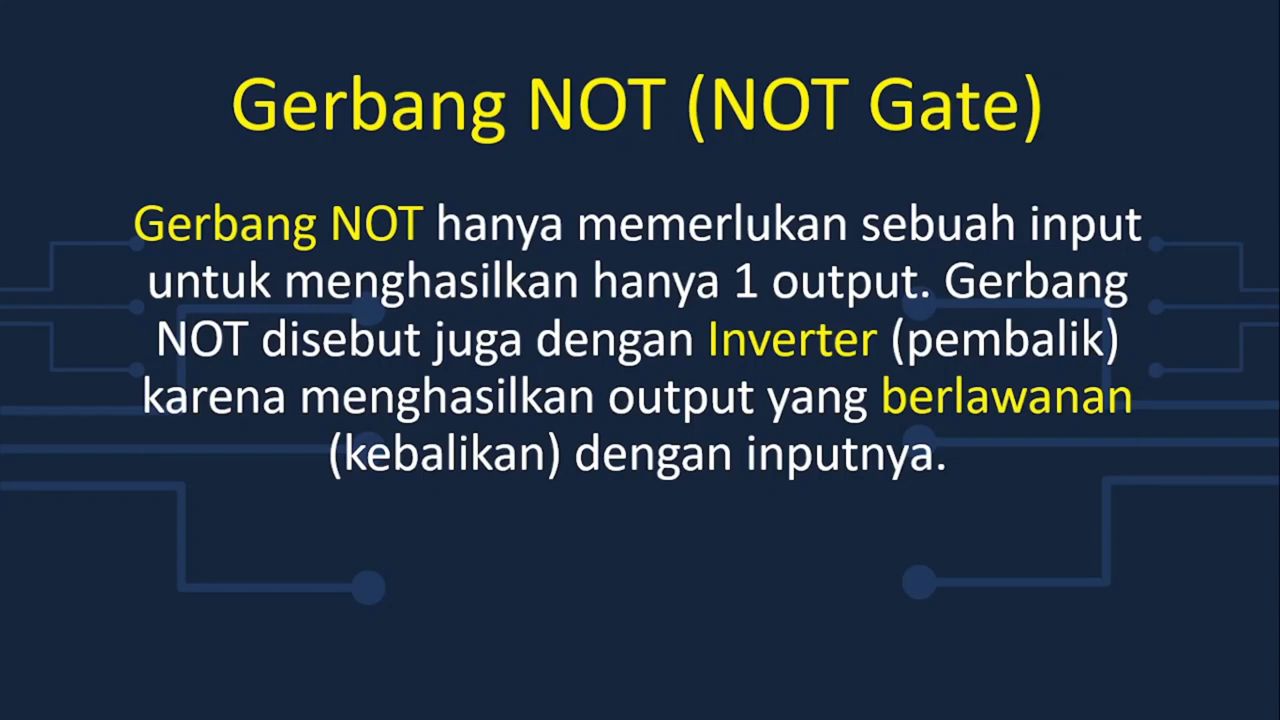 Gerbang NOT (NOT Gate)
Gerbang NOT hanya memerlukan sebuah input
untuk menghasilkan hanya 1 output. Gerbang
NOT disebut juga dengan Inverter (pembalik)
karena menghasilkan output yang berlawanan
(kebalikan) dengan inputnya.